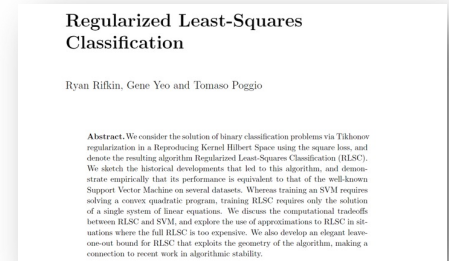 Regularized Least-Squares
Classification
Ryan Rifkin, Gene Yeo and Tomaso Poggio
Abstract. We consider the solution of binary classification problems via Tikhonov
regularization in a Reproducing Kernel Hilbert Space using the square loss, and
denote the resulting algorithm Regularized Least-Squares Classification (RLSC).
We sketch the historical developments that led to this algorithm, and demon-
strate empirically that its performance is equivalent to that of the well-known
Support Vector Machine on several datasets. Whereas training an SVM requires
solving a convex quadratic program, training RLSC requires only the solution
of a single system of linear equations. We discuss the computational tradeoffs
between RLSC and SVM, and explore the use of approximations to RLSC in sit-
uations where the full RLSC is too expensive. We also develop an elegant leave-
one-out bound for RLSC that exploits the geometry of the algorithm, making a
connection to recent work in algorithmic stability.